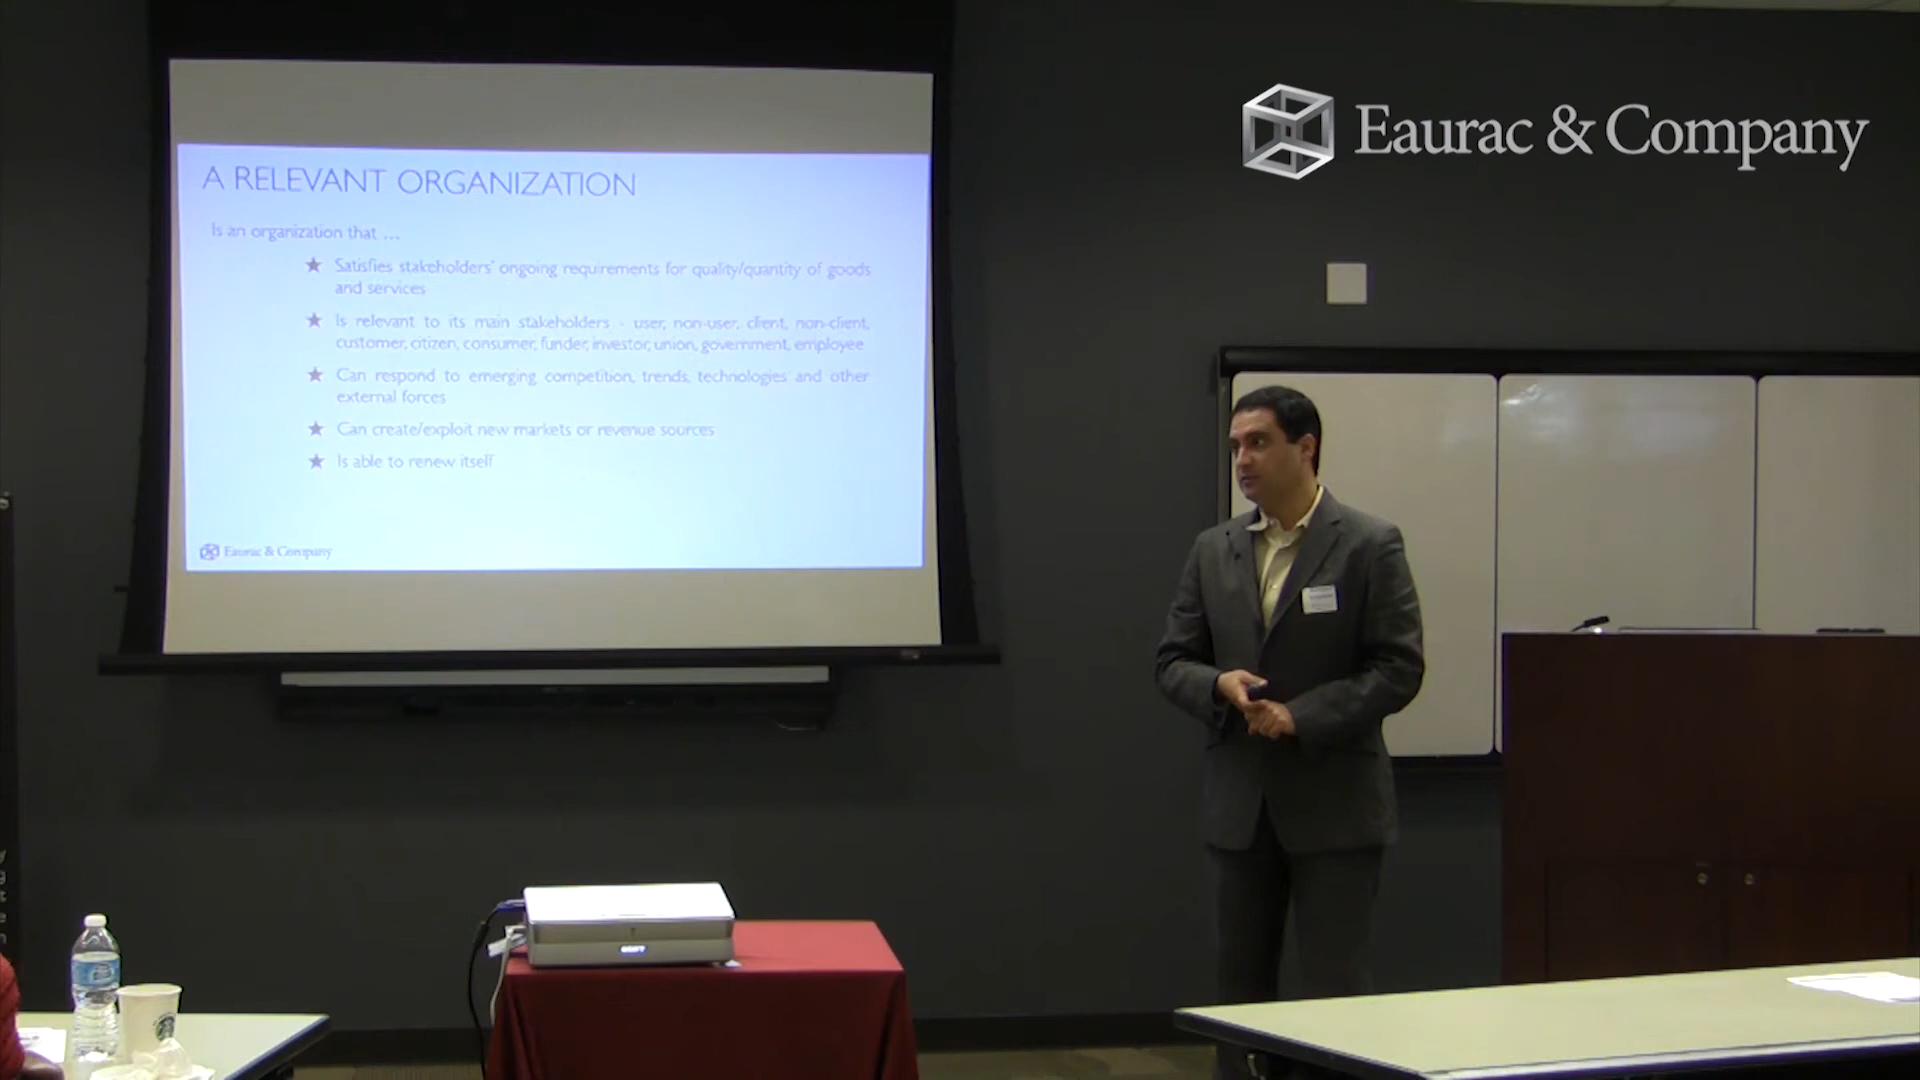 Eaurac & Company
A RELEVANT ORGANIZATION
Is an organization that ...
★ Satisfies stakeholders' ongoing requirements for quality/quantity of goods
and services
★ Is relevant to its main stakeholders - user, non-user, client, non-client,
customer, citizen, consumer, funder, investor, union, government, employee
★ Can respond to emerging competition, trends, technologies and other
external forces
★ Can create/exploit new markets or revenue sources
★ Is able to renew itself
Eaurac & Company